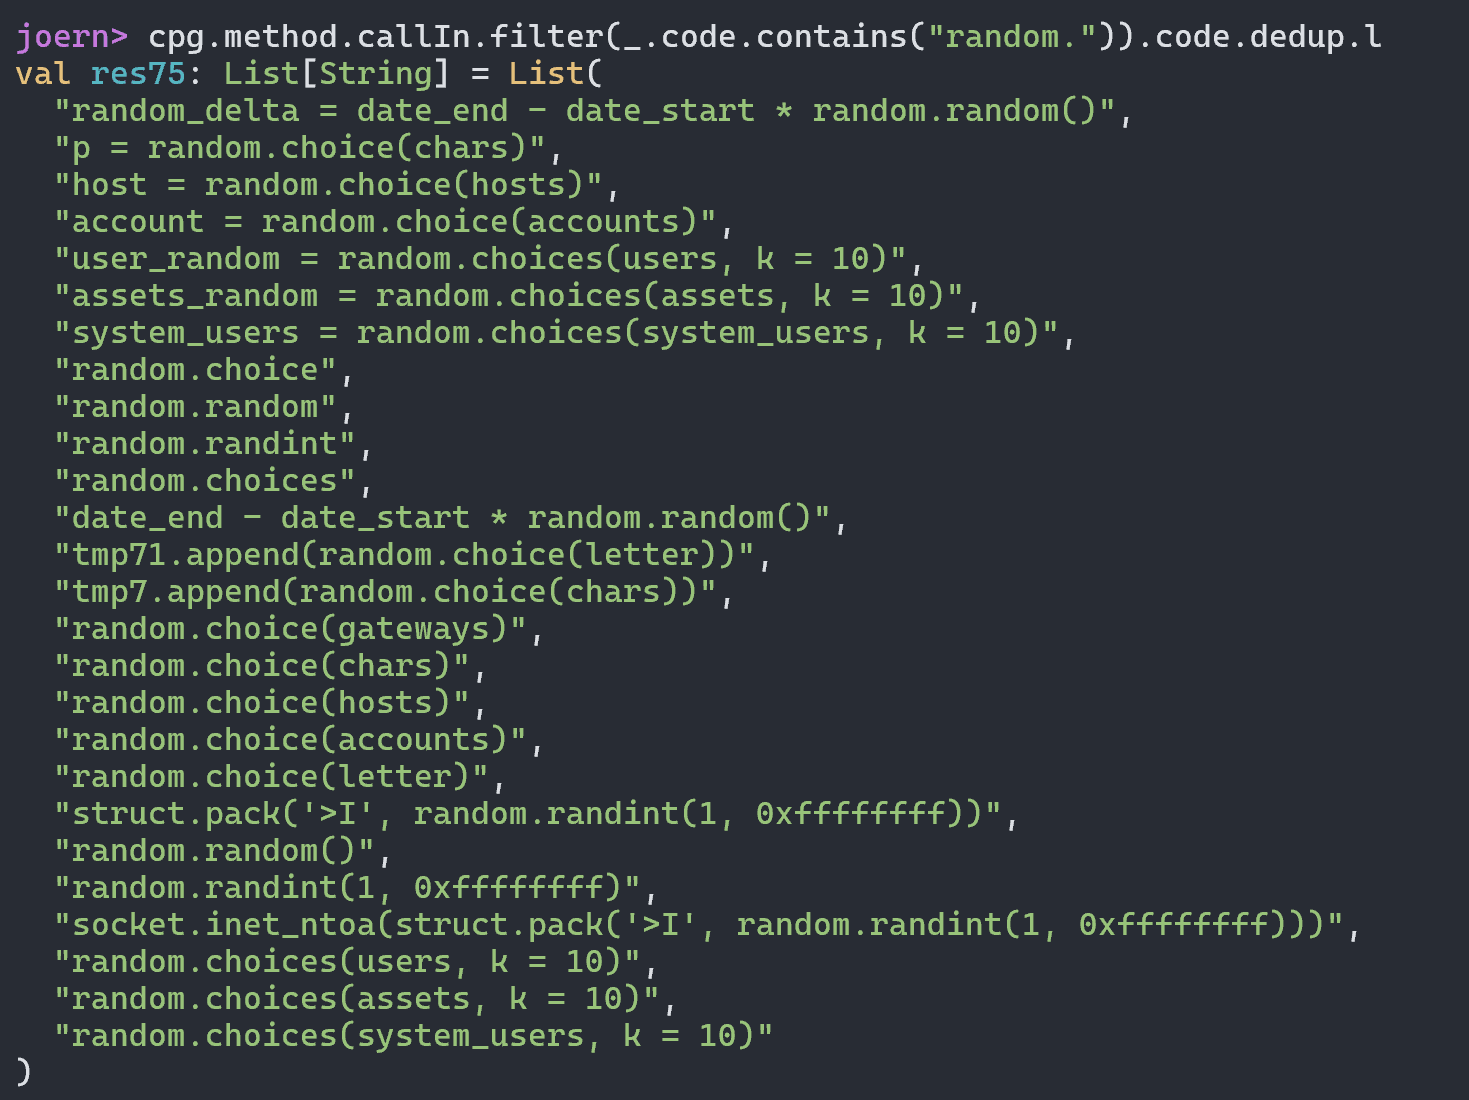 joern> cpg.method.callIn.filter(_.code.contains("random.")).code.dedup.l
val res75: List[String] = List(
  "random_delta = date_end - date_start * random.random()",
  "p = random.choice(chars)",
  "host = random.choice(hosts)",
  "account = random.choice(accounts)",
  "user_random = random.choices(users, k = 10)",
  "assets_random = random.choices(assets, k = 10)",
  "system_users = random.choices(system_users, k = 10)",
  "random.choice",
  "random.random",
  "random.randint",
  "random.choices",
  "date_end - date_start * random.random()",
  "tmp71.append(random.choice(letter))",
  "tmp7.append(random.choice(chars))",
  "random.choice(gateways)",
  "random.choice(chars)",
  "random.choice(hosts)",
  "random.choice(accounts)",
  "random.choice(letter)",
  "struct.pack('>I', random.randint(1, 0xffffffff))",
  "random.random()",
  "random.randint(1, 0xffffffff)",
  "socket.inet_ntoa(struct.pack('>I', random.randint(1, 0xffffffff)))",
  "random.choices(users, k = 10)",
  "random.choices(assets, k = 10)",
  "random.choices(system_users, k = 10)"
)